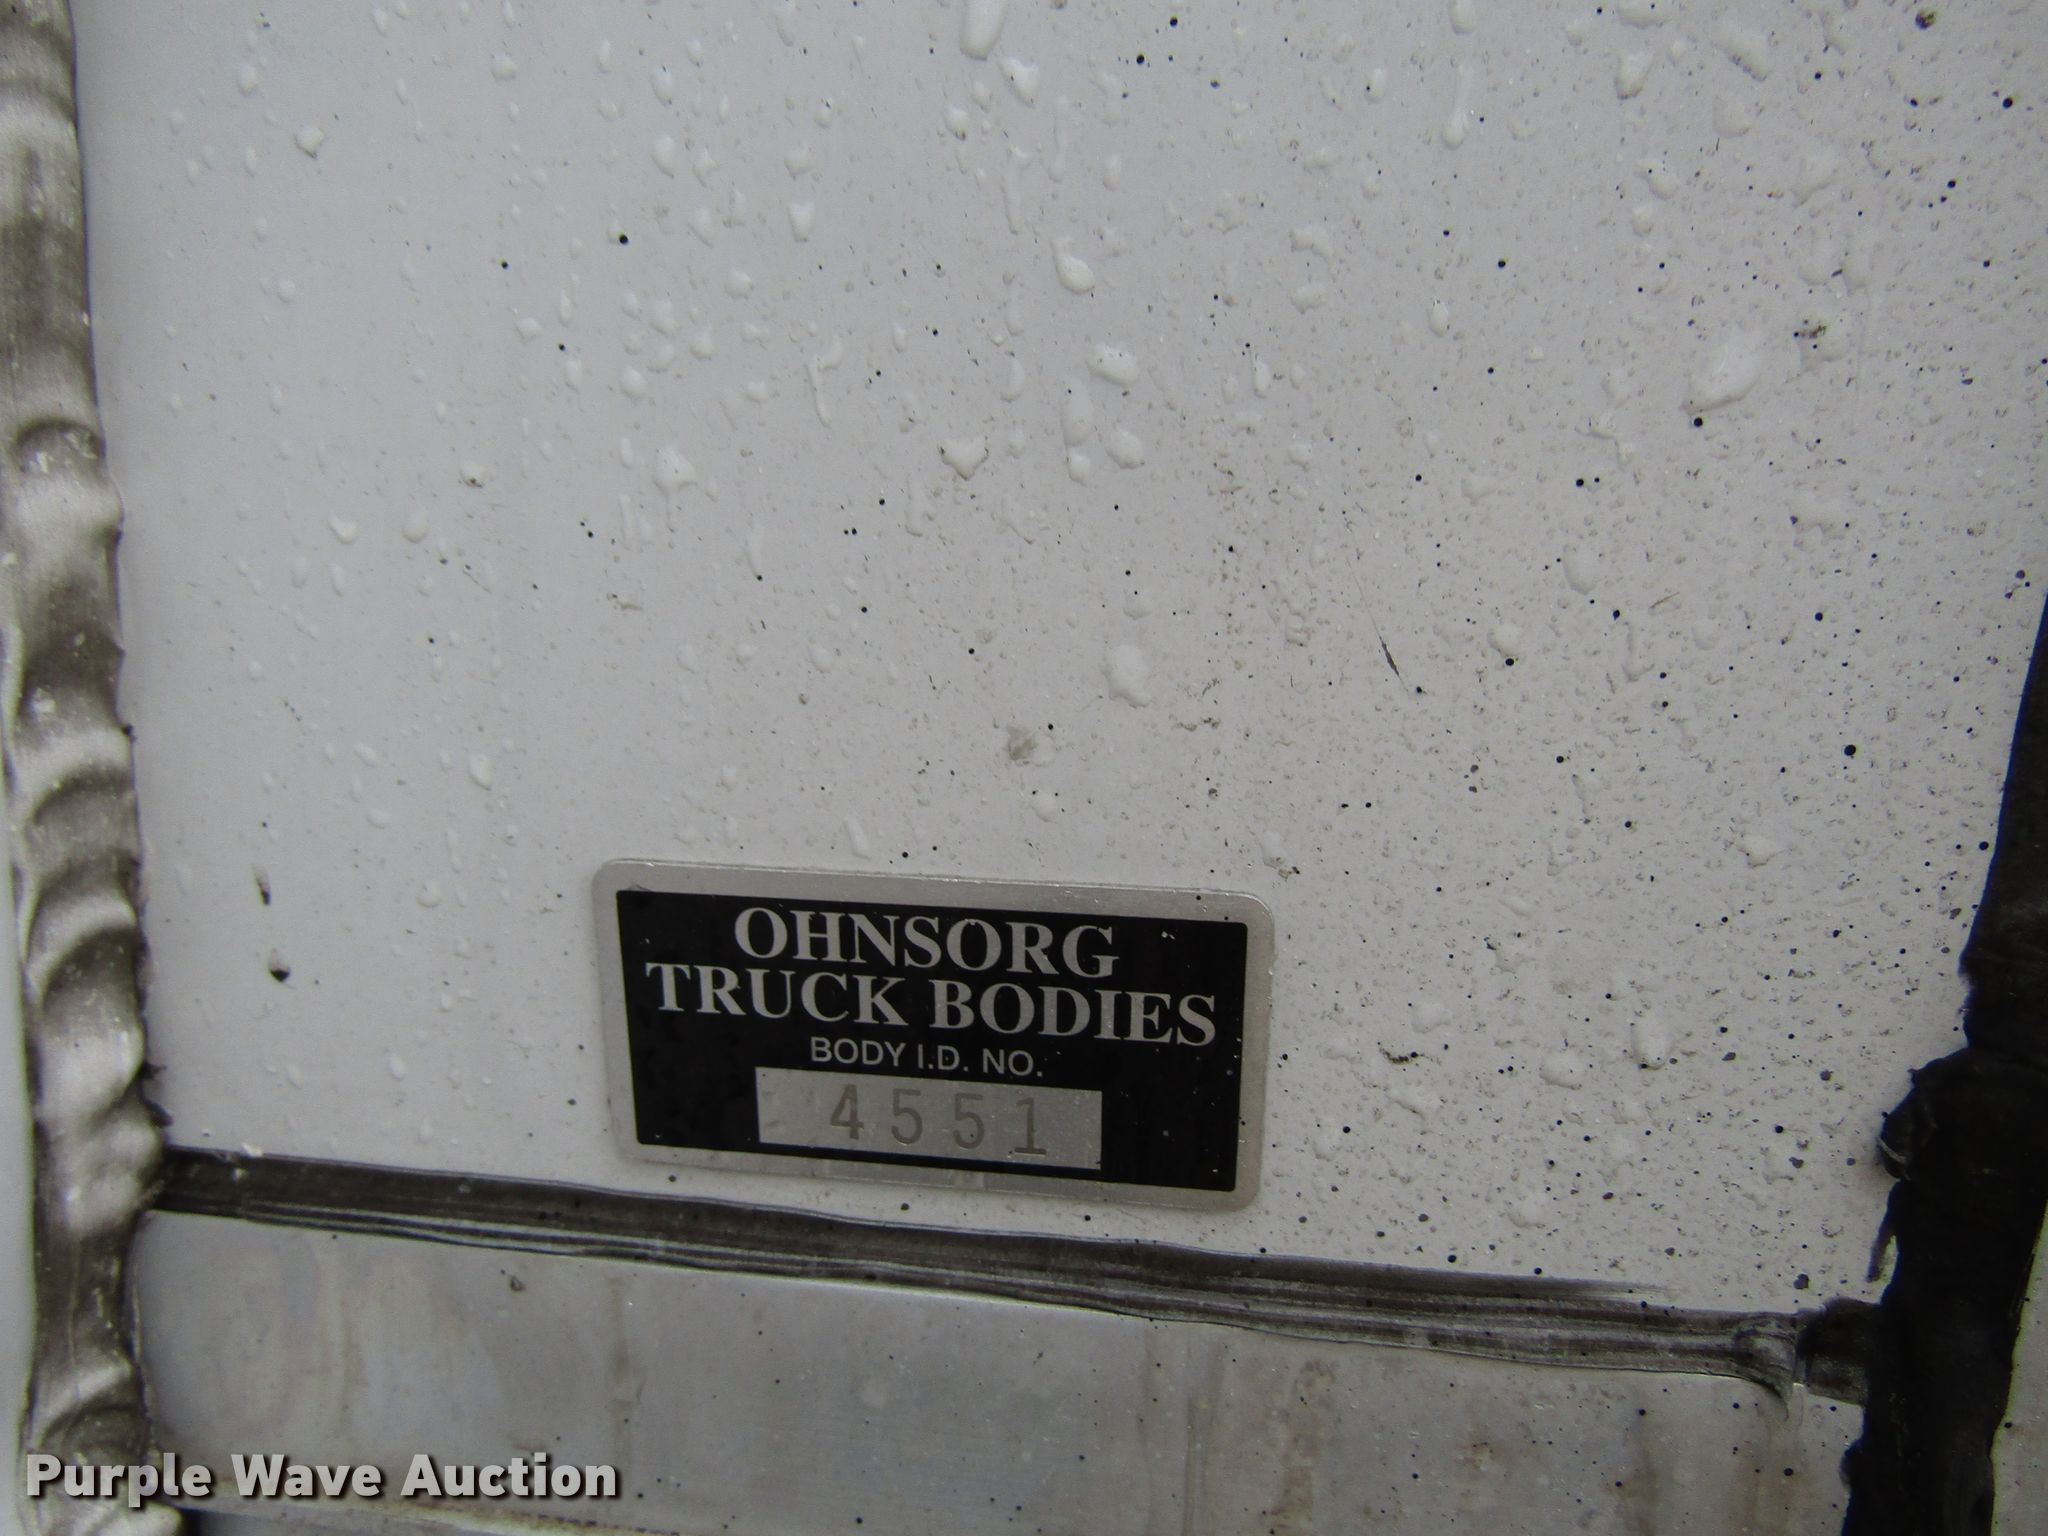 OHNSORG
TRUCK BODIES
BODY I.D. NO.
4551
Purple Wave Auction